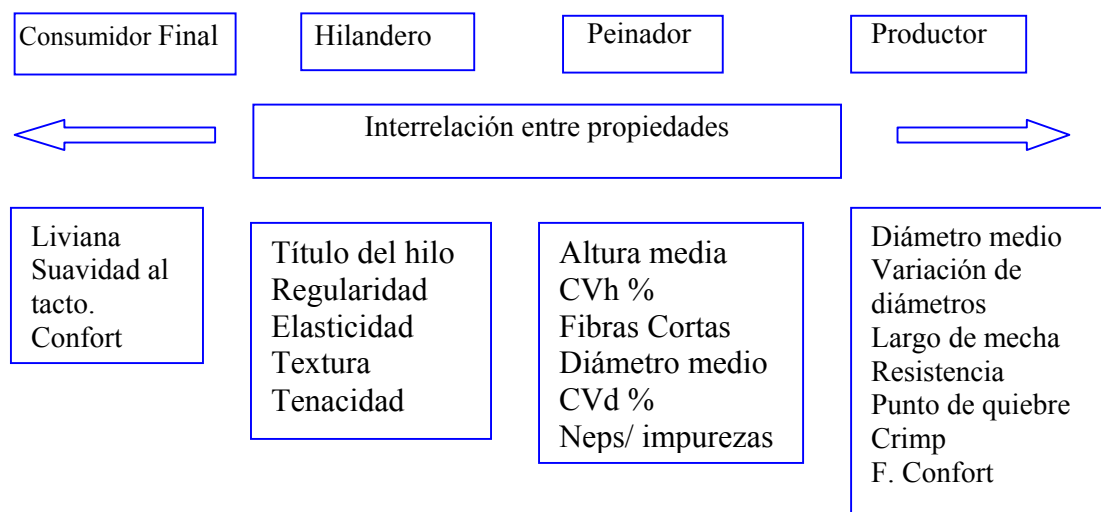 Consumidor Final
Hilandero
Peinador
Productor
Interrelación entre propiedades
Liviana
Suavidad al
tacto.
Confort
Título del hilo
Regularidad
Elasticidad
Textura
Tenacidad
Altura media
CVh %
Fibras Cortas
Diámetro medio
CVd %
Neps/ impurezas
Diámetro medio
Variación de
diámetros
Largo de mecha
Resistencia
Punto de quiebre
Crimp
F. Confort